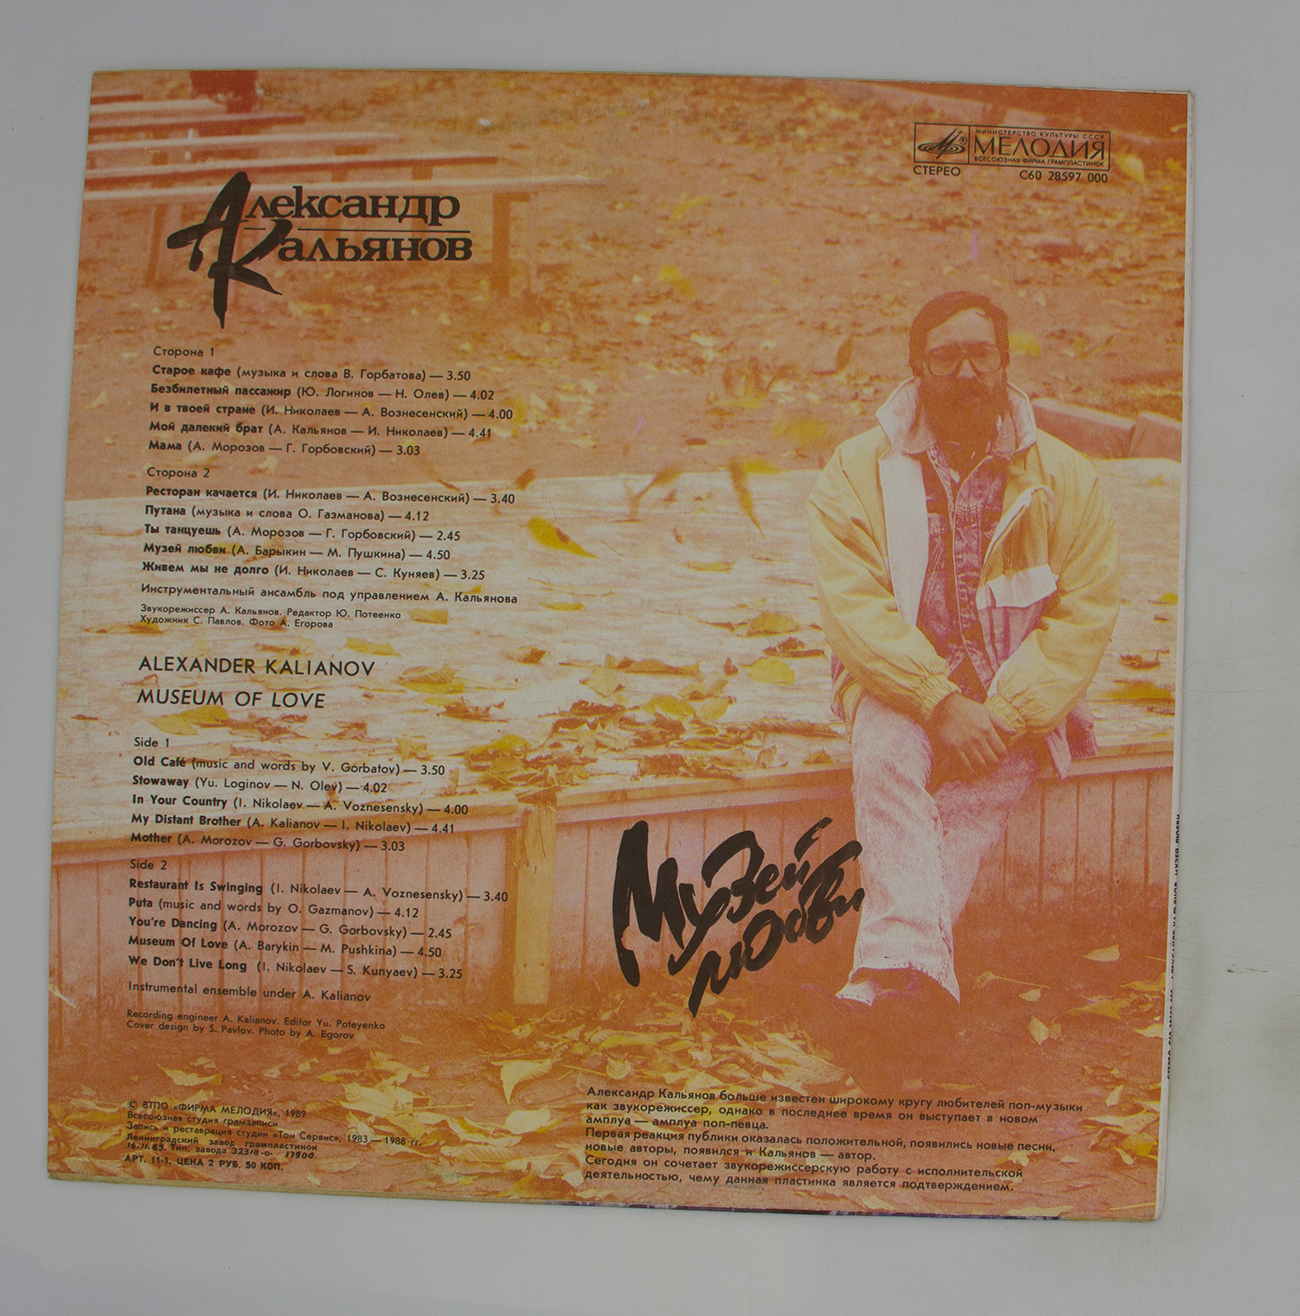 МИНИСТЕРСТВО КУЛЬТУРЫ СССР
МЕЛОДИЯ
ВСЕСОЮЗНАЯ ФИРМА ГРАМПЛАСТИНОК
СТЕРЕО С60 28597 000
Александр
Кальянов
Сторона 1
Старое кафе (музыка и слова В. Горбатова) — 3.50
Безбилетный пассажир (Ю. Логинов — Н. Олев) — 4.02
И в твоей стране (И. Николаев — А. Вознесенский) — 4.00
Мой далекий брат (А. Кальянов — И. Николаев) — 4.41
Мама (А. Морозов — Г. Горбовский) — 3.03
Сторона 2
Ресторан качается (И. Николаев — А. Вознесенский) — 3.40
Путана (музыка и слова О. Газманова) — 4.12
Ты танцуешь (А. Морозов — Г. Горбовский) — 2.45
Музей любви (А. Барыкин — М. Пушкина) — 4.50
Живем мы не долго (И. Николаев — С. Куняев) — 3.25
Инструментальный ансамбль под управлением А. Кальянова
Звукорежиссер А. Кальянов. Редактор Ю. Потеенко
Художник С. Павлов. Фото А. Егорова
ALEXANDER KALIANOV
MUSEUM OF LOVE
Side 1
Old Café (music and words by V. Gorbatov) — 3.50
Stowaway (Yu. Loginov — N. Olev) — 4.02
In Your Country (I. Nikolaev — A. Voznesensky) — 4.00
My Distant Brother (A. Kalianov — I. Nikolaev) — 4.41
Mother (A. Morozov — G. Gorbovsky) — 3.03
Side 2
Restaurant Is Swinging (I. Nikolaev — A. Voznesensky) — 3.40
Puta (music and words by O. Gazmanov) — 4.12
You're Dancing (A. Morozov — G. Gorbovsky) — 2.45
Museum Of Love (A. Barykin — M. Pushkina) — 4.50
We Don't Live Long (I. Nikolaev — S. Kunyaev) — 3.25
Instrumental ensemble under A. Kalianov
Recording engineer A. Kalianov. Editor Yu. Poteyenko
Cover design by S. Pavlov. Photo by A. Egorov
Музей
любви
© ВТПО «ФИРМА МЕЛОДИЯ», 1989
Всесоюзная студия грамзаписи
Запись и реставрация студии «Тон Сервис», 1983 — 1988 гг.
Ленинградский завод грампластинок
Тип. завода
АРТ. 11-1. ЦЕНА 2 РУБ. 50 КОП.
Александр Кальянов больше известен широкому кругу любителей поп-музыки
как звукорежиссер, однако в последнее время он выступает в новом
амплуа — амплуа поп-певца.
Первая реакция публики оказалась положительной, появились новые песни,
новые авторы, появился и Кальянов — автор.
Сегодня он сочетает звукорежиссерскую работу с исполнительской
деятельностью, чему данная пластинка является подтверждением.